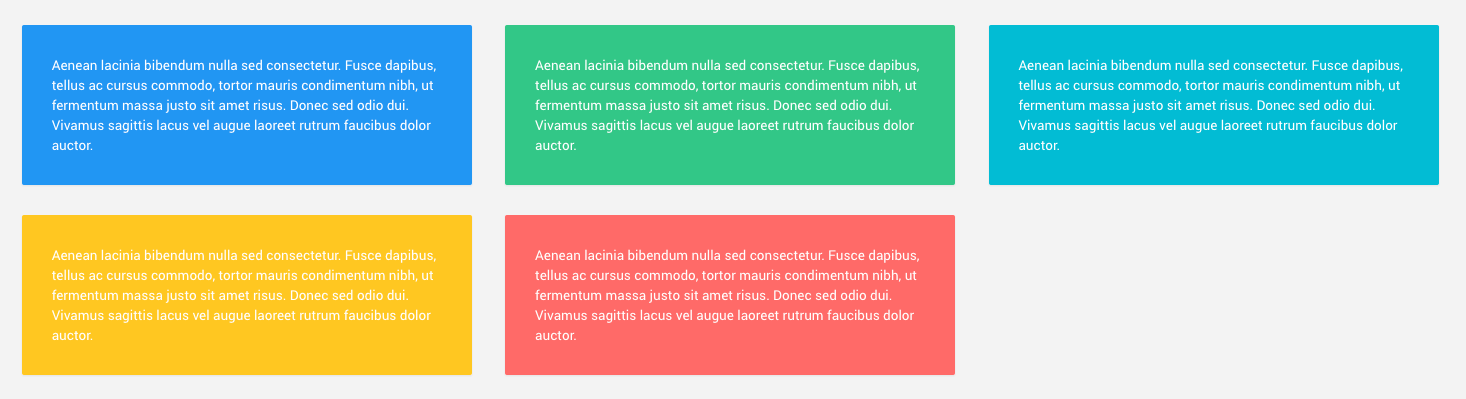 Aenean lacinia bibendum nulla sed consectetur. Fusce dapibus,
tellus ac cursus commodo, tortor mauris condimentum nibh, ut
fermentum massa justo sit amet risus. Donec sed odio dui.
Vivamus sagittis lacus vel augue laoreet rutrum faucibus dolor
auctor.
Aenean lacinia bibendum nulla sed consectetur. Fusce dapibus,
tellus ac cursus commodo, tortor mauris condimentum nibh, ut
fermentum massa justo sit amet risus. Donec sed odio dui.
Vivamus sagittis lacus vel augue laoreet rutrum faucibus dolor
auctor.
Aenean lacinia bibendum nulla sed consectetur. Fusce dapibus,
tellus ac cursus commodo, tortor mauris condimentum nibh, ut
fermentum massa justo sit amet risus. Donec sed odio dui.
Vivamus sagittis lacus vel augue laoreet rutrum faucibus dolor
auctor.
Aenean lacinia bibendum nulla sed consectetur. Fusce dapibus,
tellus ac cursus commodo, tortor mauris condimentum nibh, ut
fermentum massa justo sit amet risus. Donec sed odio dui.
Vivamus sagittis lacus vel augue laoreet rutrum faucibus dolor
auctor.
Aenean lacinia bibendum nulla sed consectetur. Fusce dapibus,
tellus ac cursus commodo, tortor mauris condimentum nibh, ut
fermentum massa justo sit amet risus. Donec sed odio dui.
Vivamus sagittis lacus vel augue laoreet rutrum faucibus dolor
auctor.